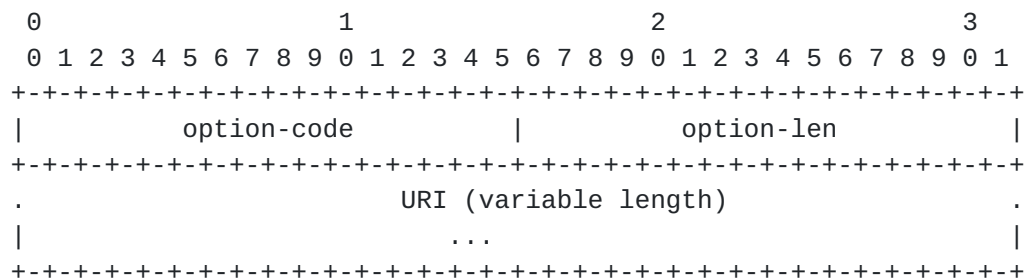 0                   1                   2                   3
 0 1 2 3 4 5 6 7 8 9 0 1 2 3 4 5 6 7 8 9 0 1 2 3 4 5 6 7 8 9 0 1
+-+-+-+-+-+-+-+-+-+-+-+-+-+-+-+-+-+-+-+-+-+-+-+-+-+-+-+-+-+-+-+-+
|          option-code          |          option-len           |
+-+-+-+-+-+-+-+-+-+-+-+-+-+-+-+-+-+-+-+-+-+-+-+-+-+-+-+-+-+-+-+-+
.                        URI (variable length)                  .
|                           ...                                 |
+-+-+-+-+-+-+-+-+-+-+-+-+-+-+-+-+-+-+-+-+-+-+-+-+-+-+-+-+-+-+-+-+